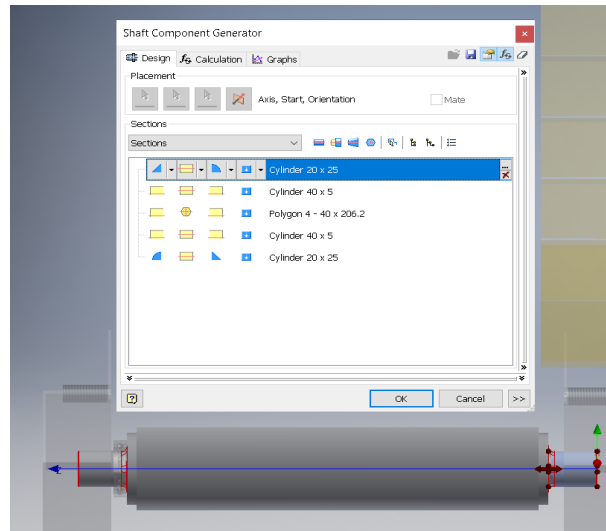 Shaft Component Generator
Design
Calculation
Graphs
Placement
Axis, Start, Orientation
Mate
Sections
Sections
Cylinder 20 x 25
Cylinder 40 x 5
Polygon 4 - 40 x 206.2
Cylinder 40 x 5
Cylinder 20 x 25
OK
Cancel
>>